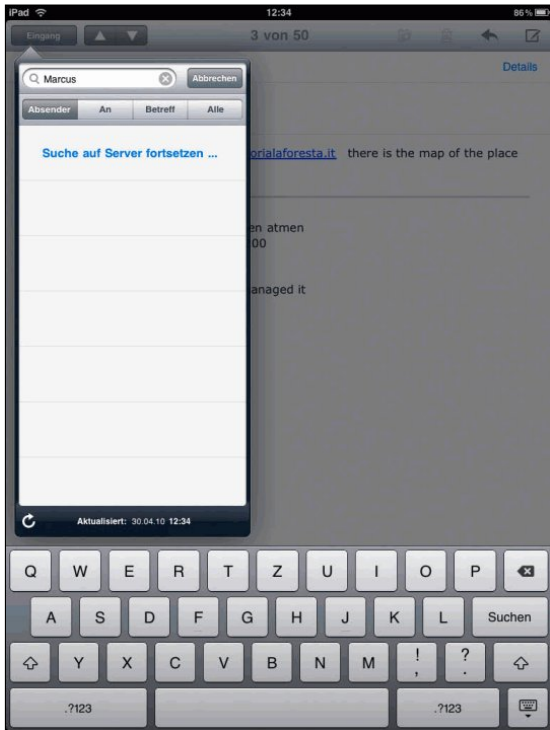 iPad 12:34 86%
Eingang 3 von 50
Details
Marcus Abbrechen
Absender An Betreff Alle
Suche auf Server fortsetzen ...
orialaforesta.it there is the map of the place
en atmen
00
anaged it
Aktualisiert: 30.04.10 12:34
Q W E R T Z U I O P
A S D F G H J K L Suchen
Y X C V B N M ! , ? .
.?123 .?123